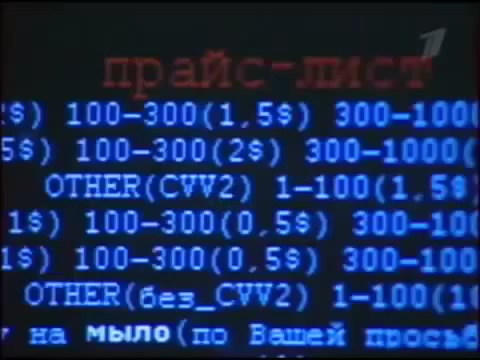 прайс-лист
$) 100-300(1,5$) 300-1000
5$) 100-300(2$) 300-1000(
OTHER(CVV2) 1-100(1,5$
1$) 100-300(0,5$) 300-100
1$) 100-300(0,5$) 300-100
OTHER(без_CVV2) 1-100(1
у на мыло(по Вашей просьб